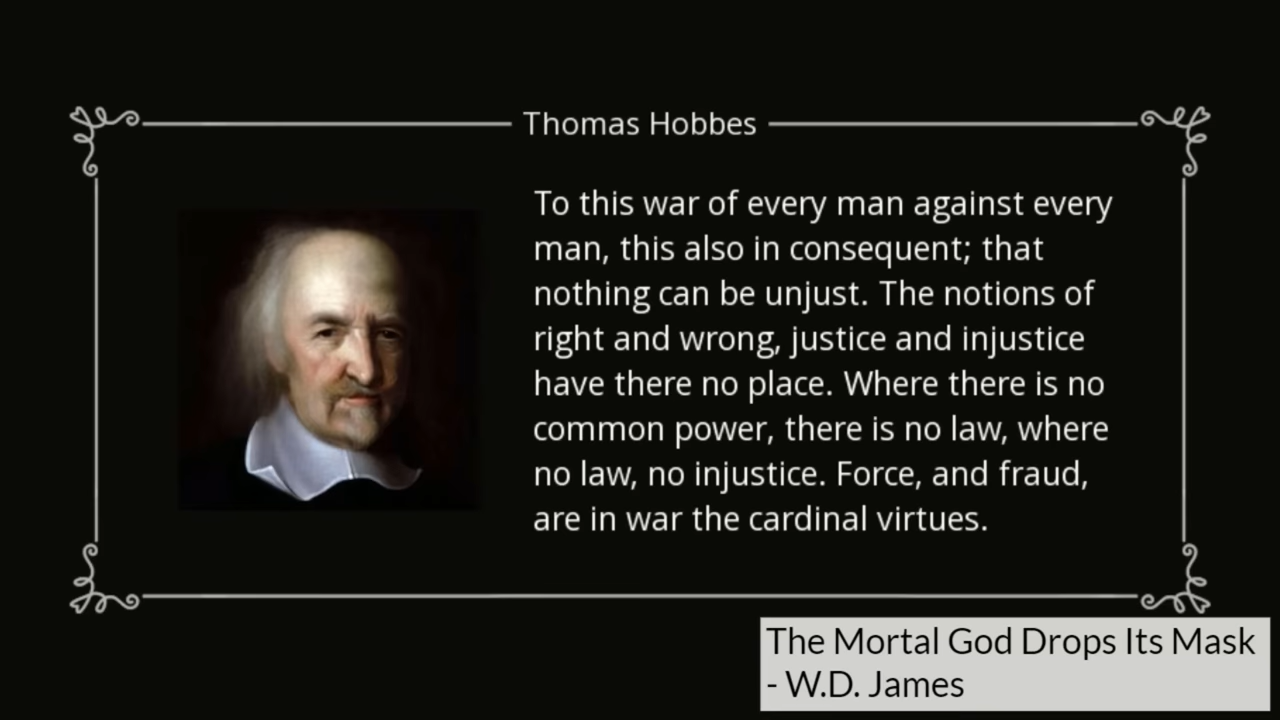 Thomas Hobbes
To this war of every man against every
man, this also in consequent; that
nothing can be unjust. The notions of
right and wrong, justice and injustice
have there no place. Where there is no
common power, there is no law, where
no law, no injustice. Force, and fraud,
are in war the cardinal virtues.
The Mortal God Drops Its Mask
- W.D. James